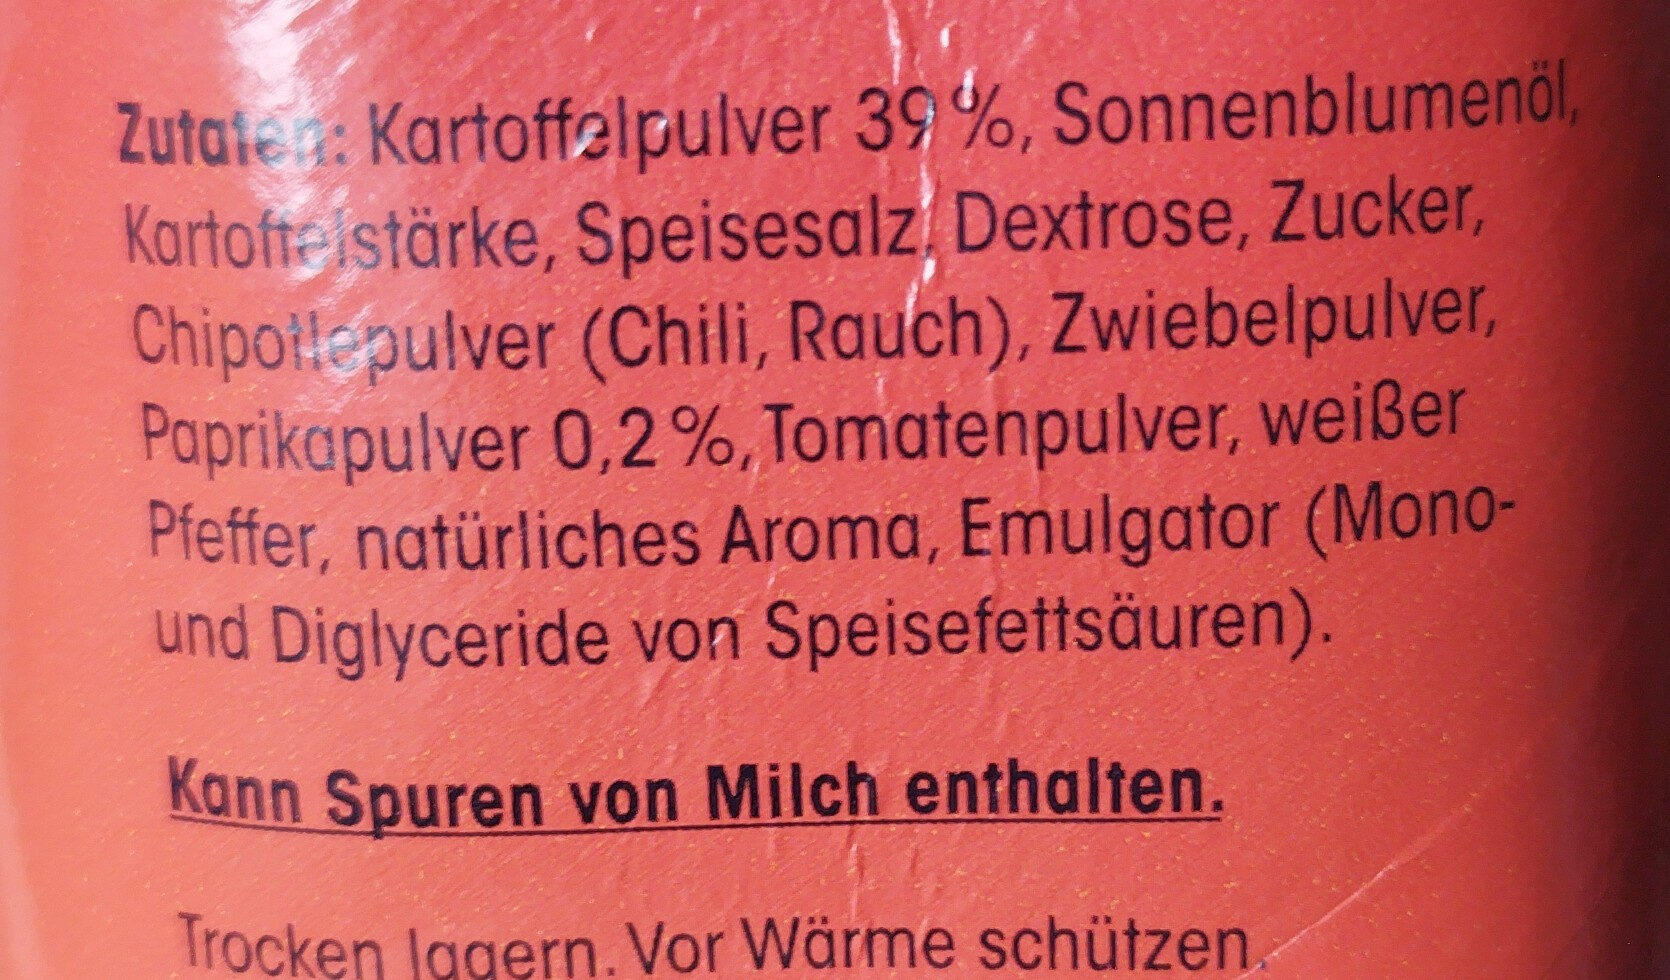 Zutaten: Kartoffelpulver 39 %, Sonnenblumenöl,
Kartoffelstärke, Speisesalz, Dextrose, Zucker,
Chipotlepulver (Chili, Rauch), Zwiebelpulver,
Paprikapulver 0,2 %, Tomatenpulver, weißer
Pfeffer, natürliches Aroma, Emulgator (Mono-
und Diglyceride von Speisefettsäuren).
Kann Spuren von Milch enthalten.
Trocken lagern. Vor Wärme schützen.